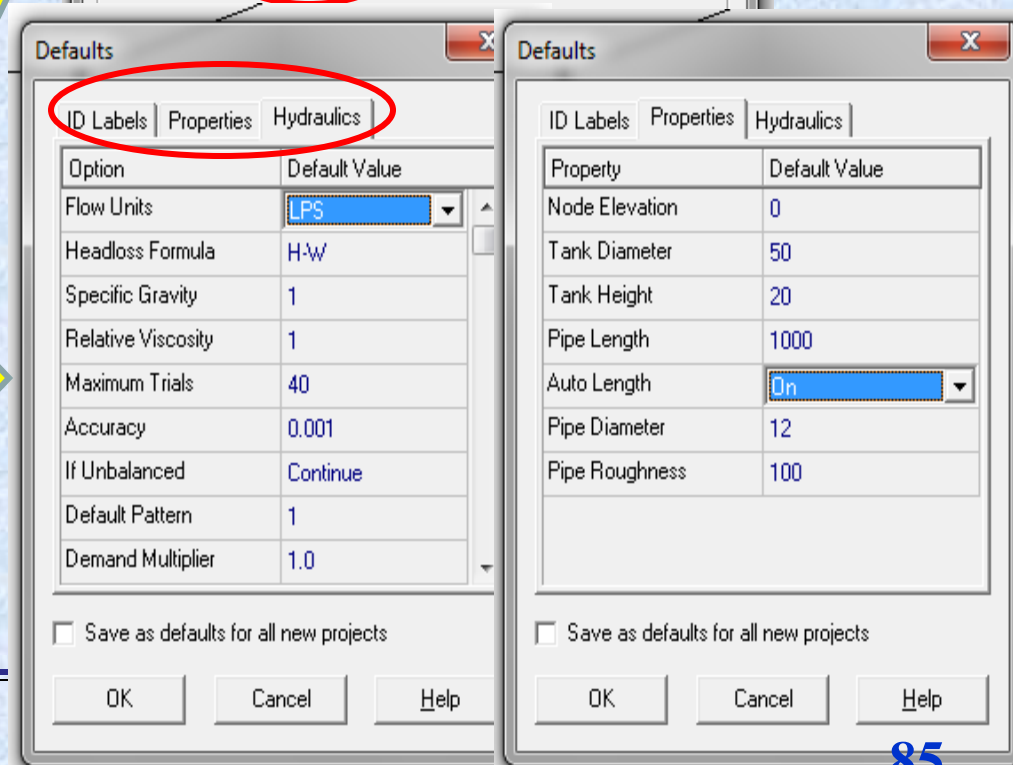 Defaults
ID Labels Properties Hydraulics
Option Default Value
Flow Units LPS
Headloss Formula H-W
Specific Gravity 1
Relative Viscosity 1
Maximum Trials 40
Accuracy 0.001
If Unbalanced Continue
Default Pattern 1
Demand Multiplier 1.0
Save as defaults for all new projects
OK Cancel Help
Defaults
ID Labels Properties Hydraulics
Property Default Value
Node Elevation 0
Tank Diameter 50
Tank Height 20
Pipe Length 1000
Auto Length On
Pipe Diameter 12
Pipe Roughness 100
Save as defaults for all new projects
OK Cancel Help
85